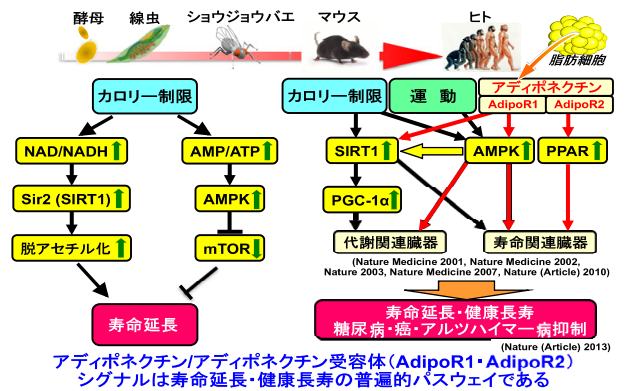 酵母
線虫
ショウジョウバエ
マウス
ヒト
脂肪細胞
カロリー制限
NAD/NADH
AMP/ATP
Sir2 (SIRT1)
AMPK
脱アセチル化
mTOR
寿命延長
カロリー制限
運 動
アディポネクチン
AdipoR1 AdipoR2
SIRT1
AMPK
PPAR
PGC-1α
代謝関連臓器
寿命関連臓器
(Nature Medicine 2001, Nature Medicine 2002,
Nature 2003, Nature Medicine 2007, Nature (Article) 2010)
寿命延長・健康長寿
糖尿病・癌・アルツハイマー病抑制
(Nature (Article) 2013)
アディポネクチン/アディポネクチン受容体（AdipoR1・AdipoR2）
シグナルは寿命延長・健康長寿の普遍的パスウェイである